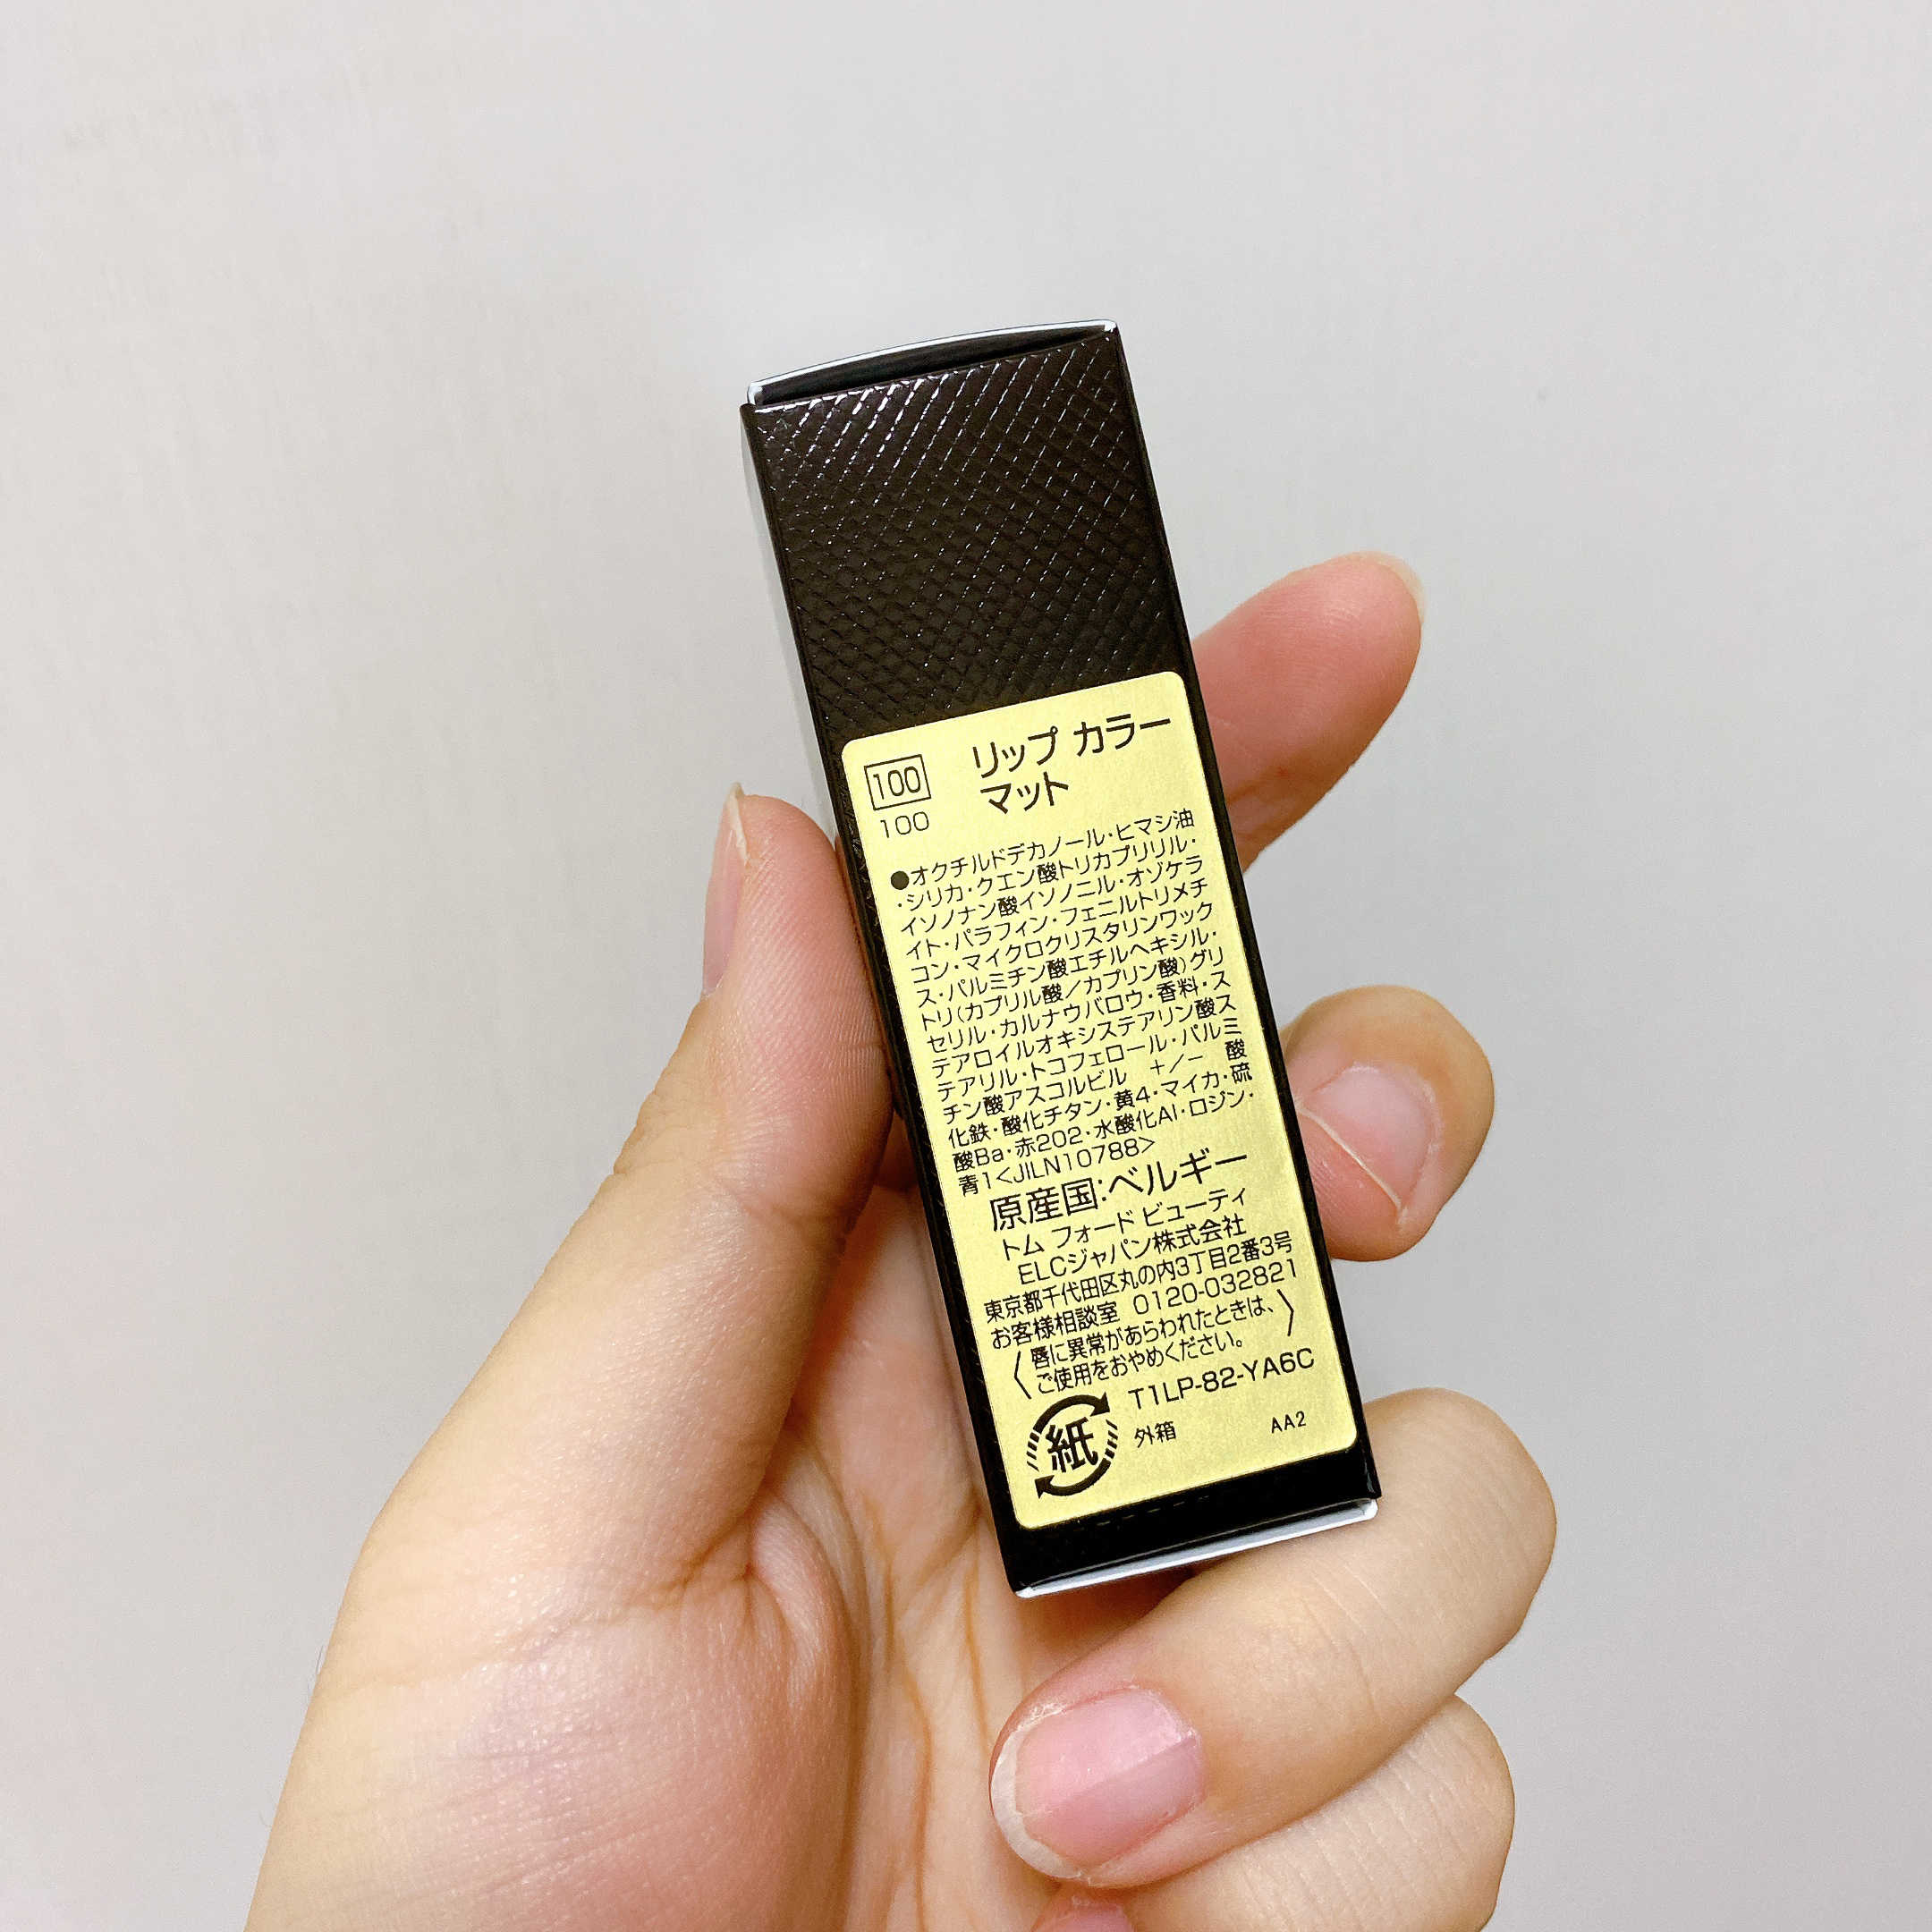 100
100
リップ カラー
マット
●オクチルドデカノール・ヒマシ油
・シリカ・クエン酸トリカプリリル・
イソノナン酸イソノニル・オゾケラ
イト・パラフィン・フェニルトリメチ
コン・マイクロクリスタリンワック
ス・パルミチン酸エチルヘキシル・
トリ(カプリル酸/カプリン酸)グリ
セリル・カルナウバロウ・香料・ス
テアロイルオキシステアリン酸ス
テアリル・トコフェロール・パルミ
チン酸アスコルビル +/- 酸
化鉄・酸化チタン・黄4・マイカ・硫
酸Ba・赤202・水酸化Al・ロジン・
青1<JILN10788>
原産国:ベルギー
トム フォード ビューティ
ELCジャパン株式会社
東京都千代田区丸の内3丁目2番3号
お客様相談室 0120-032821
〈唇に異常があらわれたときは、〉
ご使用をおやめください。
T1LP-82-YA6C
紙
外箱 AA2